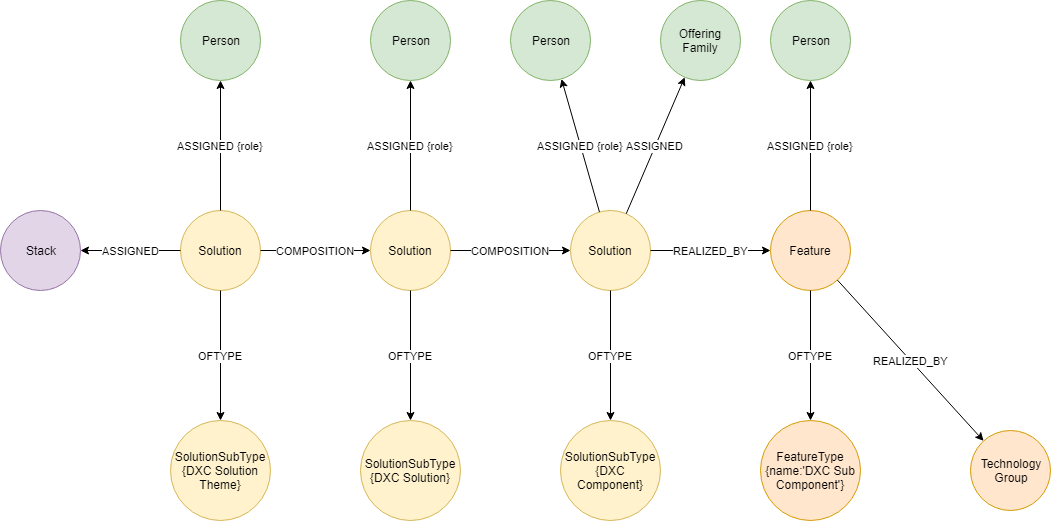 Person
Person
Person
Offering
Family
Person
ASSIGNED {role}
ASSIGNED {role}
ASSIGNED {role}
ASSIGNED
ASSIGNED {role}
Stack
ASSIGNED
Solution
COMPOSITION
Solution
COMPOSITION
Solution
REALIZED_BY
Feature
OFTYPE
OFTYPE
OFTYPE
OFTYPE
REALIZED_BY
SolutionSubType
{DXC Solution
Theme}
SolutionSubType
{DXC Solution}
SolutionSubType
{DXC
Component}
FeatureType
{name:'DXC Sub
Component'}
Technology
Group